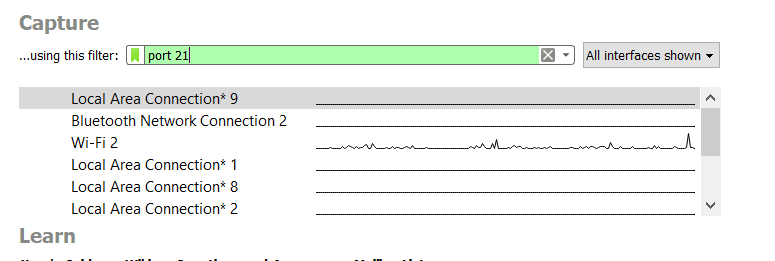 Capture
...using this filter: port 21 All interfaces shown
Local Area Connection* 9
Bluetooth Network Connection 2
Wi-Fi 2
Local Area Connection* 1
Local Area Connection* 8
Local Area Connection* 2
Learn